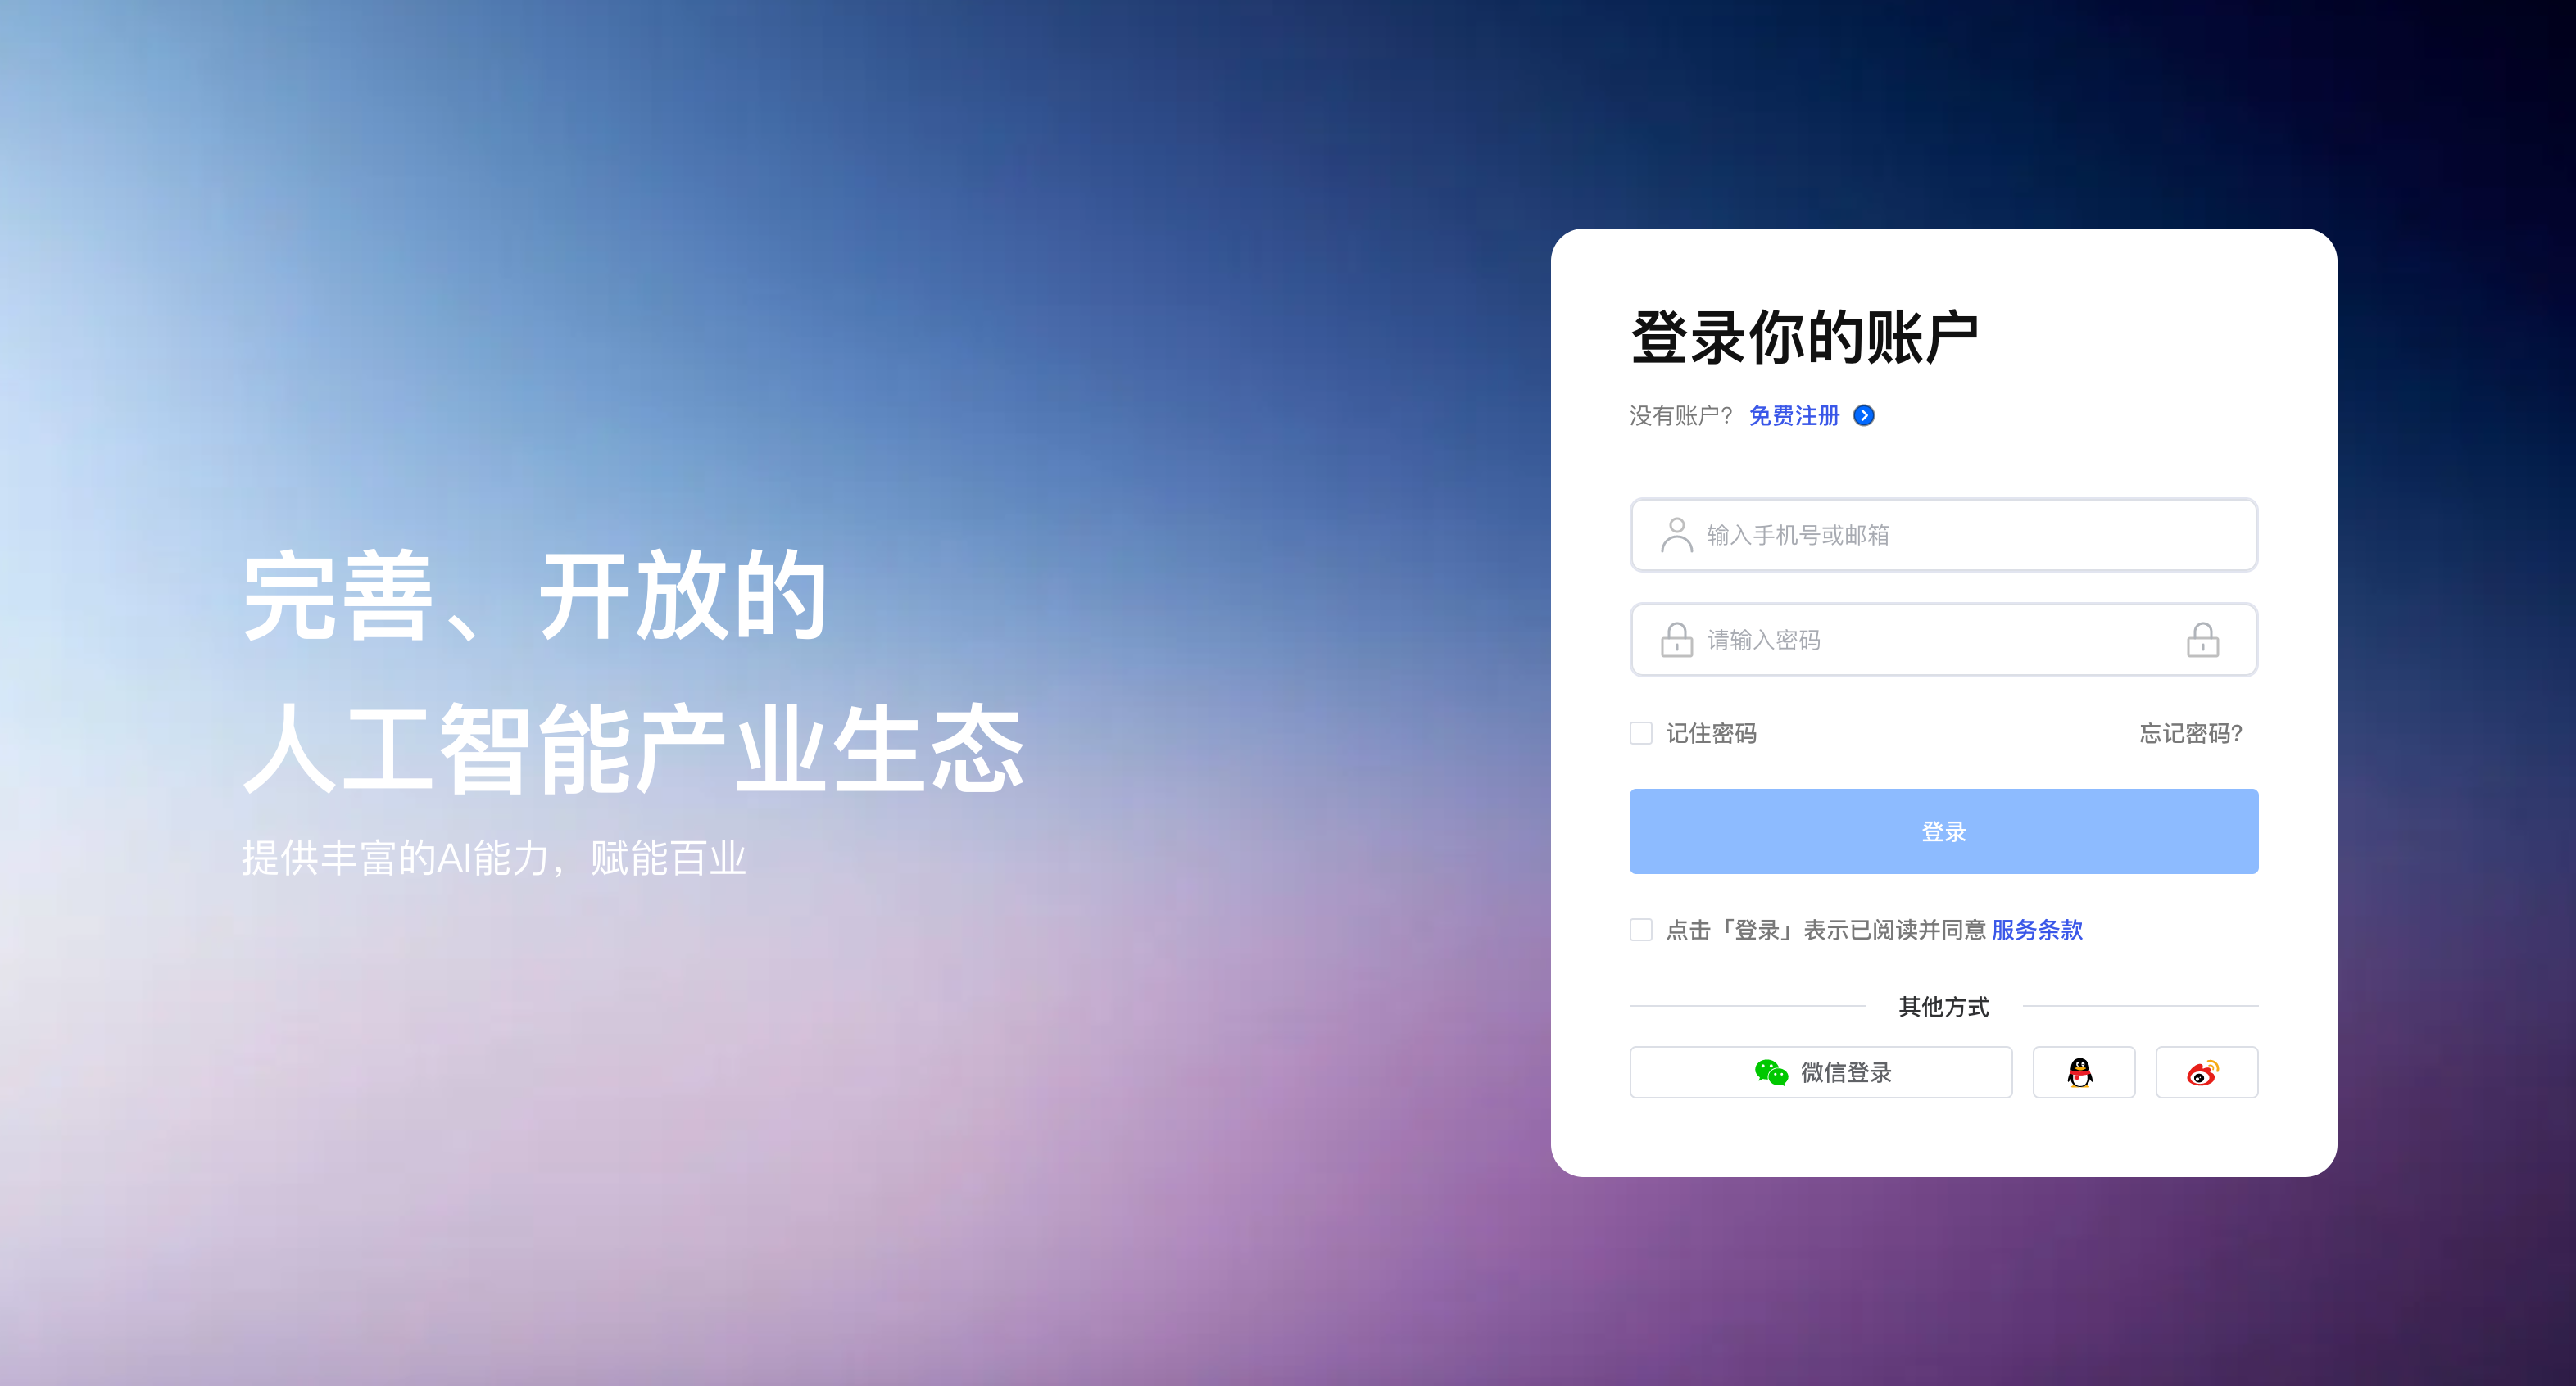 完善、开放的
人工智能产业生态
提供丰富的AI能力，赋能百业
登录你的账户
没有账户? 免费注册
输入手机号或邮箱
请输入密码
记住密码 忘记密码?
登录
点击「登录」表示已阅读并同意 服务条款
其他方式
微信登录